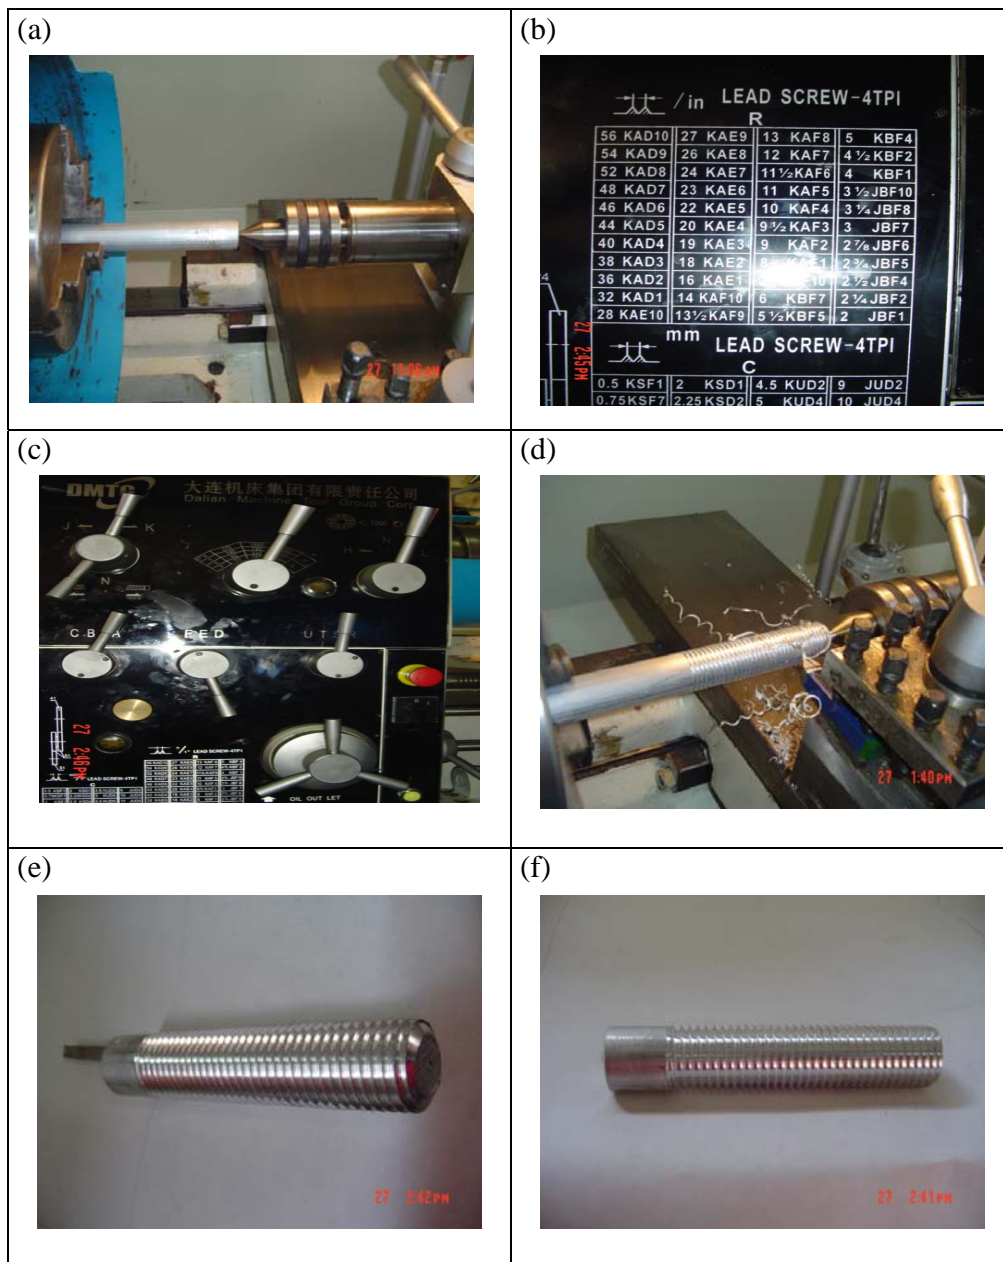 (a)
27
(b)
/in LEAD SCREW-4TPI
R
56 KAD10 27 KAE9 13 KAF8 5 KBF4
54 KAD9 26 KAE8 12 KAF7 4 ½ KBF2
52 KAD8 24 KAE7 11½ KAF6 4 KBF1
48 KAD7 23 KAE6 11 KAF5 3 ½ JBF10
46 KAD6 22 KAE5 10 KAF4 3 ¼ JBF8
44 KAD5 20 KAE4 9 ½ KAF3 3 JBF7
40 KAD4 19 KAE3 9 KAF2 2 ⅞ JBF6
38 KAD3 18 KAE2 8 2 ¾ JBF5
36 KAD2 16 KAE1 2 ½ JBF4
32 KAD1 14 KAF10 6 KBF7 2 ¼ JBF2
28 KAE10 13½ KAF9 5 ½ KBF5 2 JBF1
mm LEAD SCREW-4TPI
C
0.5 KSF1 2 KSD1 4.5 KUD2 9 JUD2
0.75 KSF7 2.25 KSD2 5 KUD4 10 JUD4
27 2:45PM
(c)
DMTG 大连机床集团有限责任公司
Dalian Machine Tool Group Corp
J K
J
H N L
N
C B A FEED U T S R
27 2:46PM
LEAD SCREW-4TPI
OIL OUT LET
(d)
27 1:40PM
(e)
27 2:42PM
(f)
27 2:41PM